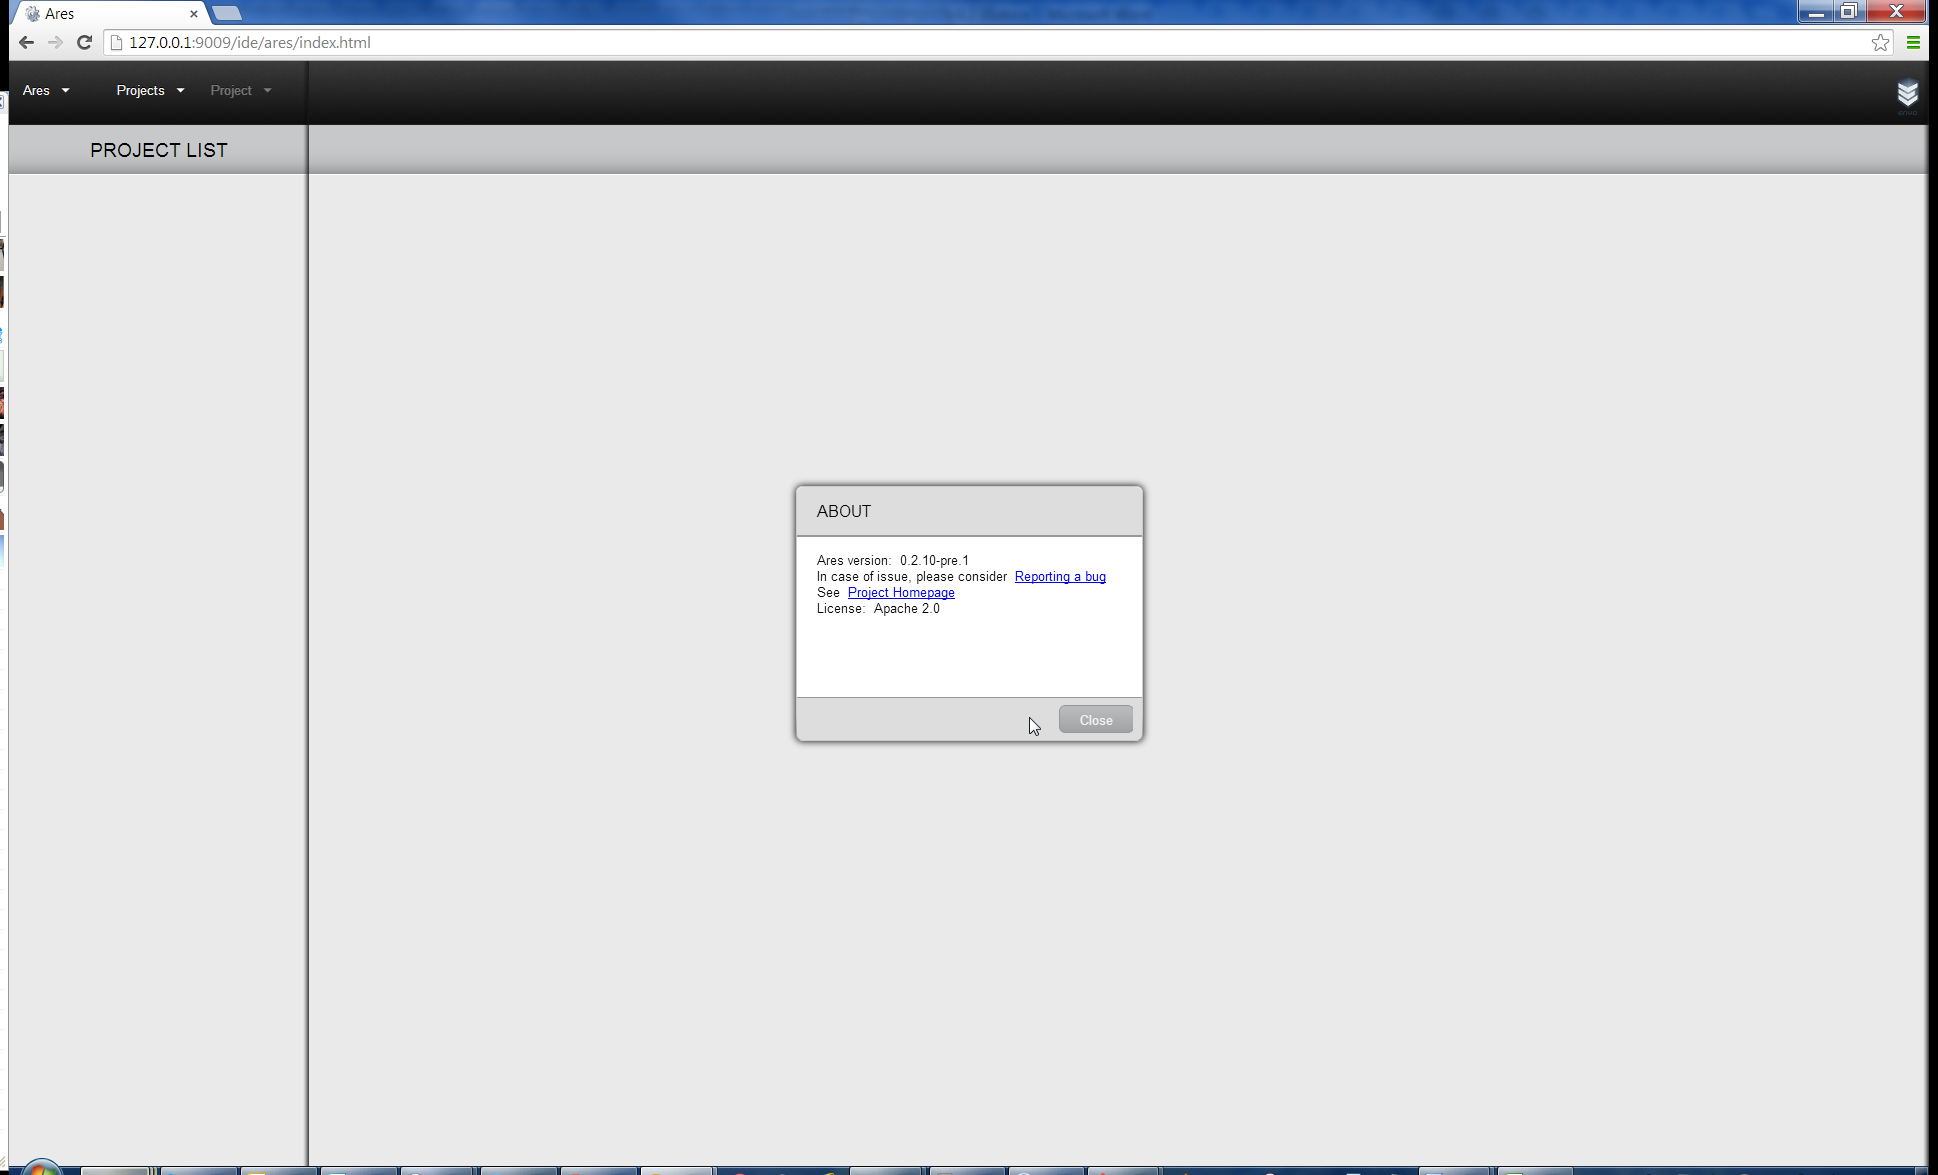 Ares
127.0.0.1:9009/ide/ares/index.html
Ares Projects Project
PROJECT LIST
ABOUT
Ares version: 0.2.10-pre.1
In case of issue, please consider Reporting a bug
See Project Homepage
License: Apache 2.0
Close